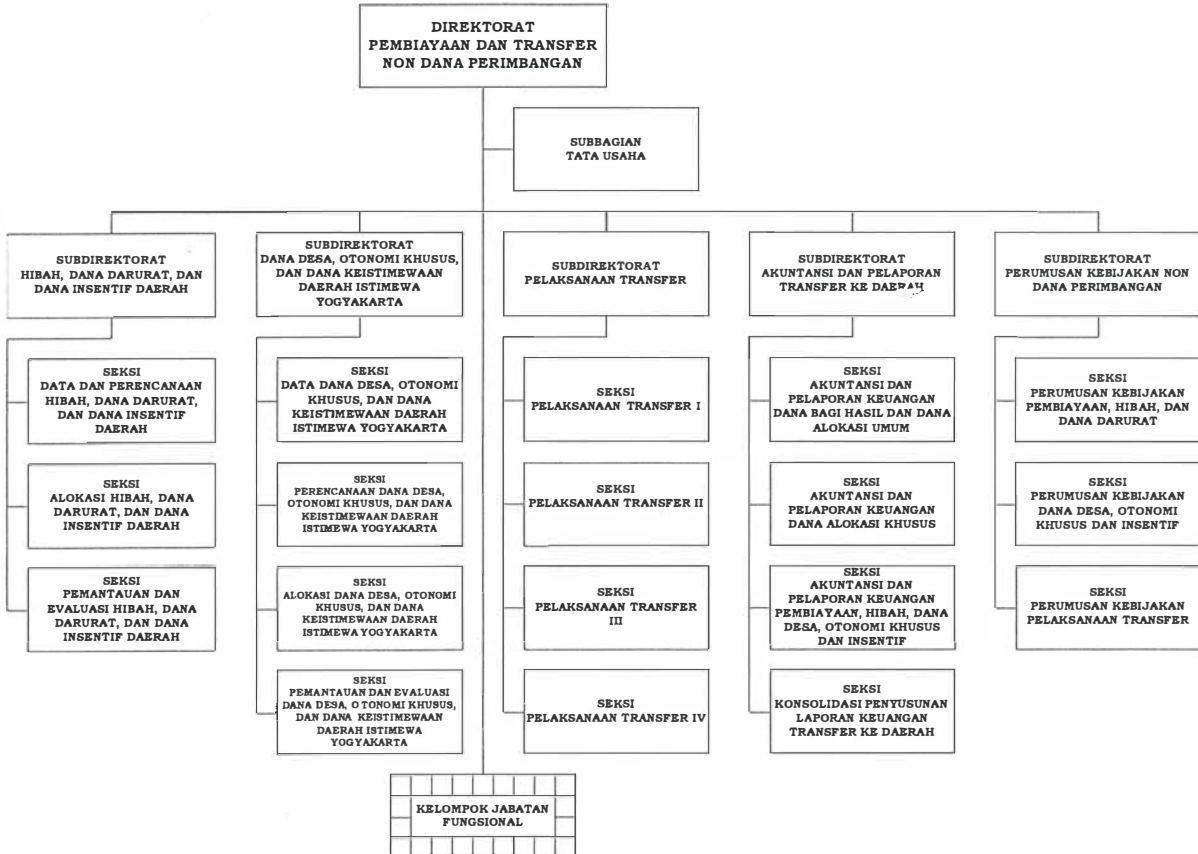 DIREKTORAT
PEMBIAYAAN DAN TRANSFER
NON DANA PERIMBANGAN
SUBBAGIAN
TATA USAHA
SUBDIREKTORAT
HIBAH, DANA DARURAT, DAN
DANA INSENTIF DAERAH
SUBDIREKTORAT
DANA DESA, OTONOMI KHUSUS,
DAN DANA KEISTIMEWAAN
DAERAH ISTIMEWA
YOGYAKARTA
SUBDIREKTORAT
PELAKSANAAN TRANSFER
SUBDIREKTORAT
AKUNTANSI DAN PELAPORAN
TRANSFER KE DAERAH
SUBDIREKTORAT
PERUMUSAN KEBIJAKAN NON
DANA PERIMBANGAN
SEKSI
DATA DAN PERENCANAAN
HIBAH, DANA DARURAT,
DAN DANA INSENTIF
DAERAH
SEKSI
ALOKASI HIBAH, DANA
DARURAT, DAN DANA
INSENTIF DAERAH
SEKSI
PEMANTAUAN DAN
EVALUASI HIBAH, DANA
DARURAT, DAN DANA
INSENTIF DAERAH
SEKSI
DATA DANA DESA, OTONOMI
KHUSUS, DAN DANA
KEISTIMEWAAN DAERAH
ISTIMEWA YOGYAKARTA
SEKSI
PERENCANAAN DANA DESA,
OTONOMI KHUSUS, DAN DANA
KEISTIMEWAAN DAERAH
ISTIMEWA YOGYAKARTA
SEKSI
ALOKASI DANA DESA, OTONOMI
KHUSUS, DAN DANA
KEISTIMEWAAN DAERAH
ISTIMEWA YOGYAKARTA
SEKSI
PEMANTAUAN DAN EVALUASI
DANA DESA, OTONOMI KHUSUS,
DAN DANA KEISTIMEWAAN
DAERAH ISTIMEWA
YOGYAKARTA
SEKSI
PELAKSANAAN TRANSFER I
SEKSI
PELAKSANAAN TRANSFER II
SEKSI
PELAKSANAAN TRANSFER
III
SEKSI
PELAKSANAAN TRANSFER IV
SEKSI
AKUNTANSI DAN
PELAPORAN KEUANGAN
DANA BAGI HASIL DAN DANA
ALOKASI UMUM
SEKSI
AKUNTANSI DAN
PELAPORAN KEUANGAN
DANA ALOKASI KHUSUS
SEKSI
AKUNTANSI DAN
PELAPORAN KEUANGAN
PEMBIAYAAN, HIBAH, DANA
DESA, OTONOMI KHUSUS
DAN INSENTIF
SEKSI
KONSOLIDASI PENYUSUNAN
LAPORAN KEUANGAN
TRANSFER KE DAERAH
SEKSI
PERUMUSAN KEBIJAKAN
PEMBIAYAAN, HIBAH, DAN
DANA DARURAT
SEKSI
PERUMUSAN KEBIJAKAN
DANA DESA, OTONOMI
KHUSUS DAN INSENTIF
SEKSI
PERUMUSAN KEBIJAKAN
PELAKSANAAN TRANSFER
KELOMPOK JABATAN
FUNGSIONAL